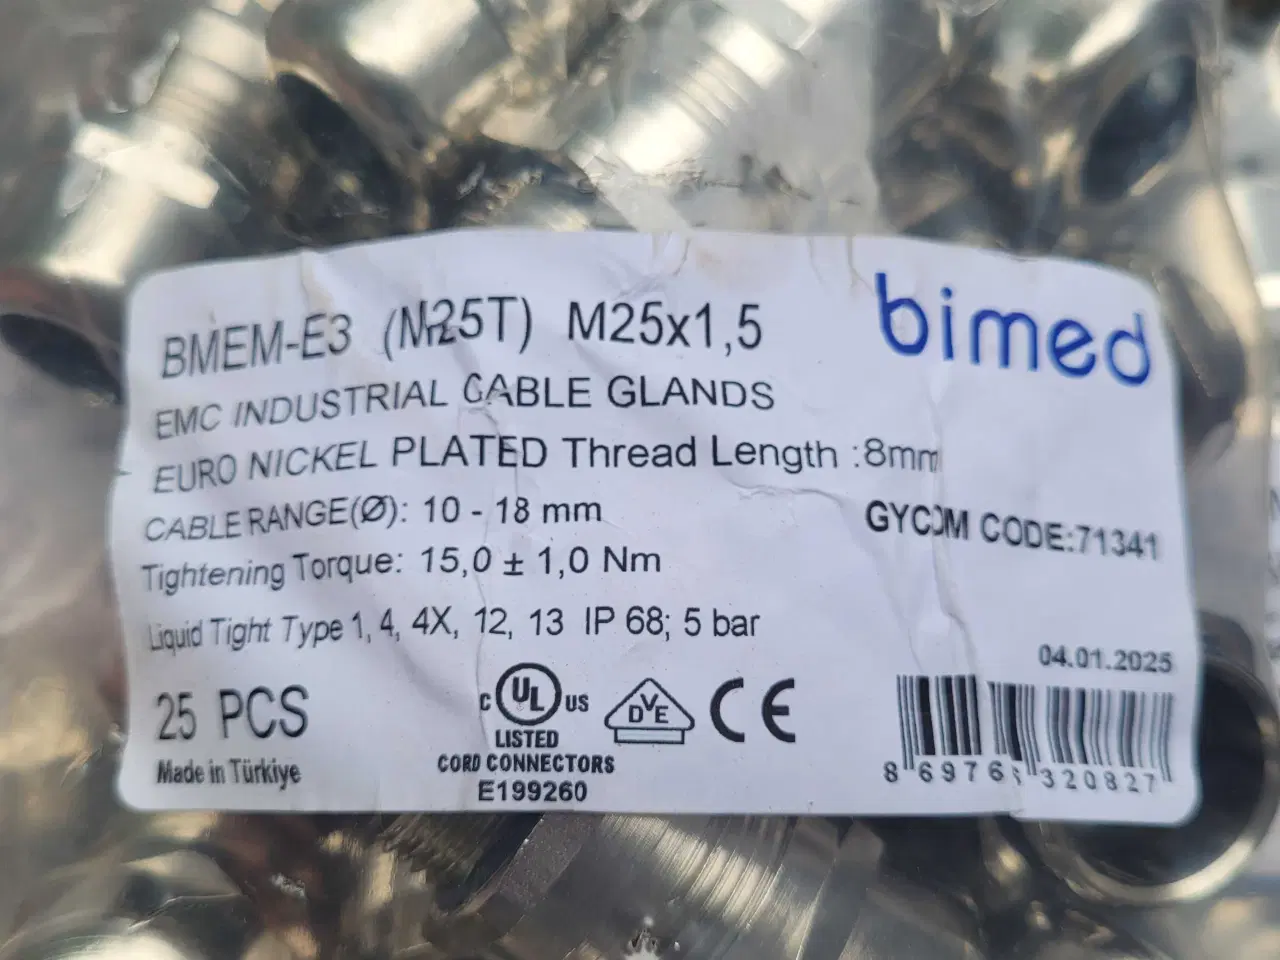 bimed
BMEM-E3 (M25T) M25x1,5
EMC INDUSTRIAL CABLE GLANDS
EURO NICKEL PLATED Thread Length :8mm
CABLE RANGE(Ø): 10 - 18 mm
GYCOM CODE:71341
Tightening Torque: 15,0 ± 1,0 Nm
Liquid Tight Type 1, 4, 4X, 12, 13 IP 68; 5 bar
04.01.2025
25 PCS
Made in Türkiye
C UL US
LISTED
CORD CONNECTORS
E199260
DVE
CE